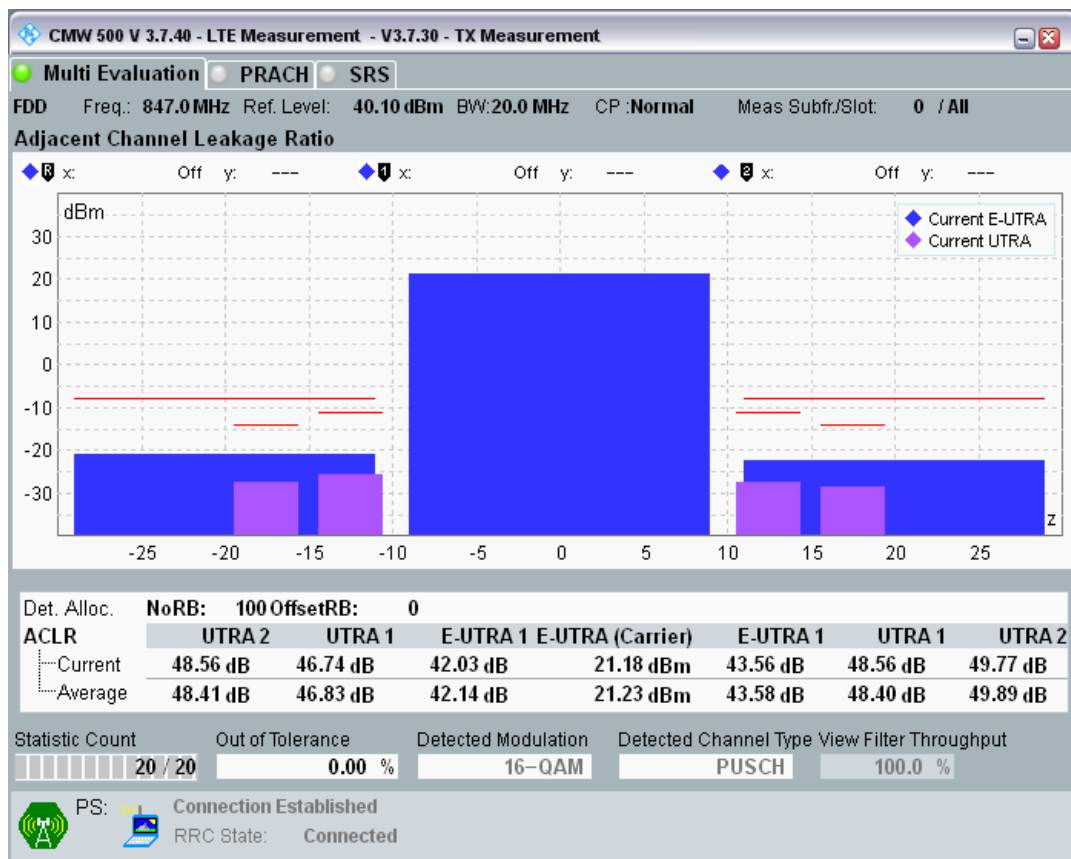 CMW 500 V 3.7.40 - LTE Measurement - V3.7.30 - TX Measurement
Multi Evaluation PRACH SRS
FDD Freq.: 847.0 MHz Ref. Level: 40.10 dBm BW:20.0 MHz CP :Normal Meas Subfr./Slot: 0 / All
Adjacent Channel Leakage Ratio
R x: Off y: --- 1 x: Off y: --- 2 x: Off y: ---
dBm
Current E-UTRA
Current UTRA
30
20
10
0
-10
-20
-30
z
-25 -20 -15 -10 -5 0 5 10 15 20 25
Det. Alloc. NoRB: 100 OffsetRB: 0
ACLR UTRA 2 UTRA 1 E-UTRA 1 E-UTRA (Carrier) E-UTRA 1 UTRA 1 UTRA 2
Current 48.56 dB 46.74 dB 42.03 dB 21.18 dBm 43.56 dB 48.56 dB 49.77 dB
Average 48.41 dB 46.83 dB 42.14 dB 21.23 dBm 43.58 dB 48.40 dB 49.89 dB
Statistic Count Out of Tolerance Detected Modulation Detected Channel Type View Filter Throughput
20 / 20 0.00 % 16-QAM PUSCH 100.0 %
PS: Connection Established
RRC State: Connected